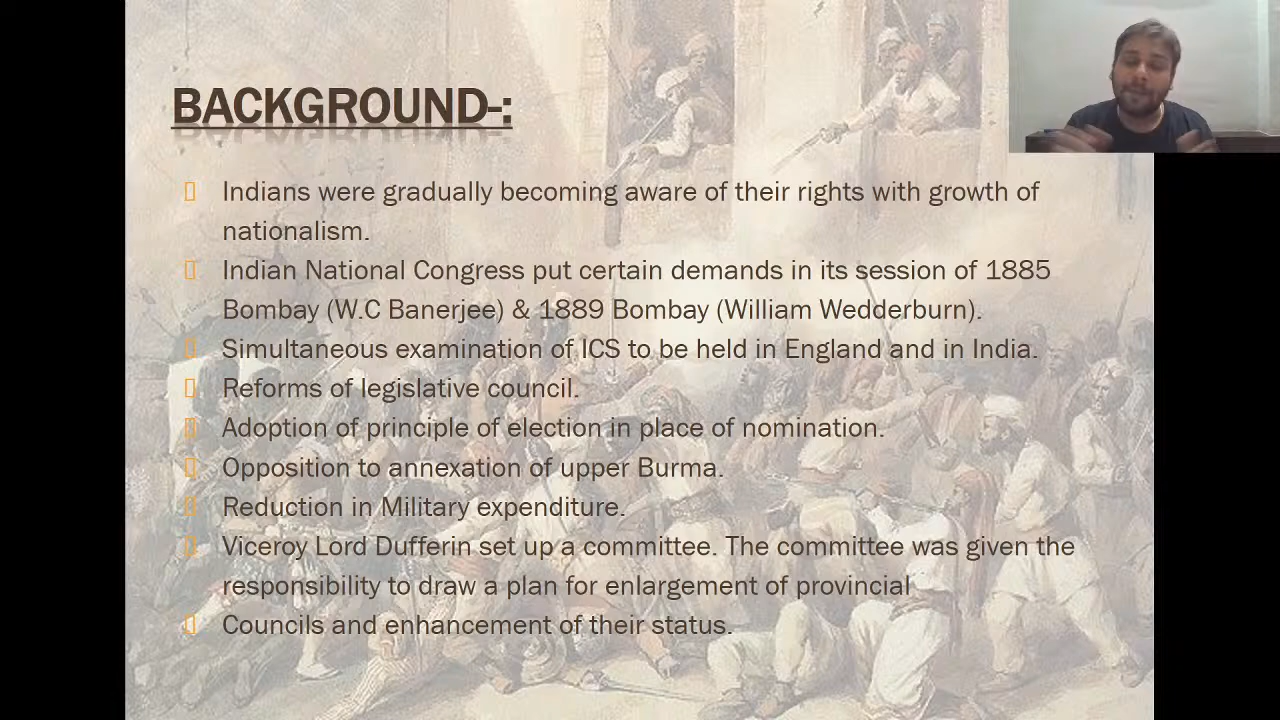 BACKGROUND-:
Indians were gradually becoming aware of their rights with growth of
nationalism.
Indian National Congress put certain demands in its session of 1885
Bombay (W.C Banerjee) & 1889 Bombay (William Wedderburn).
Simultaneous examination of ICS to be held in England and in India.
Reforms of legislative council.
Adoption of principle of election in place of nomination.
Opposition to annexation of upper Burma.
Reduction in Military expenditure.
Viceroy Lord Dufferin set up a committee. The committee was given the
responsibility to draw a plan for enlargement of provincial
Councils and enhancement of their status.